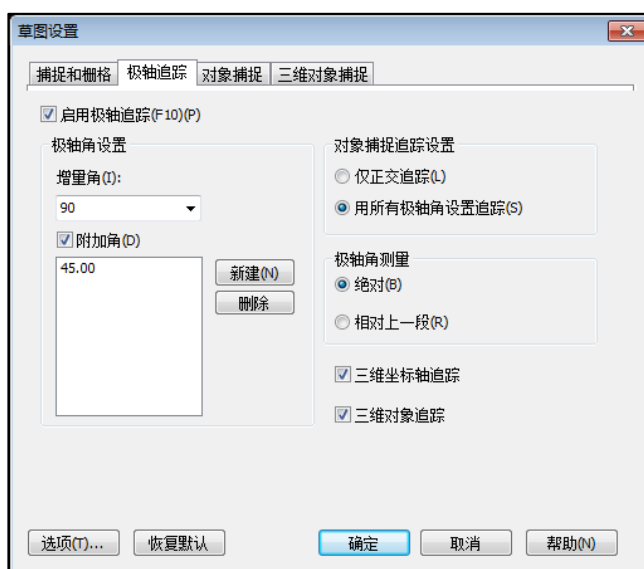 草图设置
捕捉和栅格 极轴追踪 对象捕捉 三维对象捕捉
启用极轴追踪(F10)(P)
极轴角设置
增量角(I):
90
附加角(D)
45.00
新建(N)
删除
对象捕捉追踪设置
仅正交追踪(L)
用所有极轴角设置追踪(S)
极轴角测量
绝对(B)
相对上一段(R)
三维坐标轴追踪
三维对象追踪
选项(T)... 恢复默认 确定 取消 帮助(N)